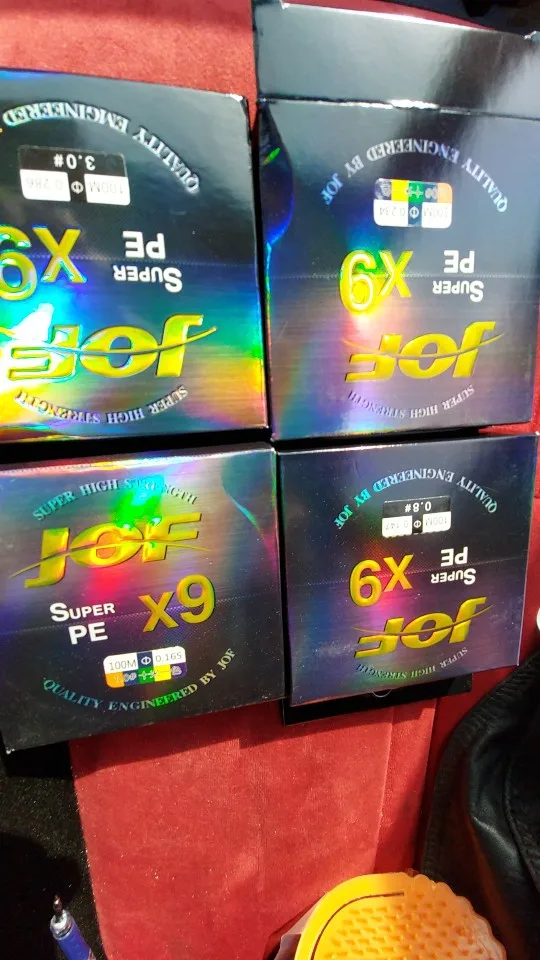 QUALITY ENGINEERED
3.0#
100M Φ 0.286
X9
SUPER
PE
JOF
SUPER HIGH STRENGTH
QUALITY ENGINEERED BY JOF
Φ 0.234
X9
SUPER
PE
JOF
SUPER HIGH STRENGTH
SUPER HIGH STRENGTH
JOF
SUPER
PE
X9
100M Φ 0.165
QUALITY ENGINEERED BY JOF
QUALITY ENGINEERED BY JOF
0.8#
100M Φ 0.147
X9
SUPER
PE
JOF
SUPER HIGH STRENGTH